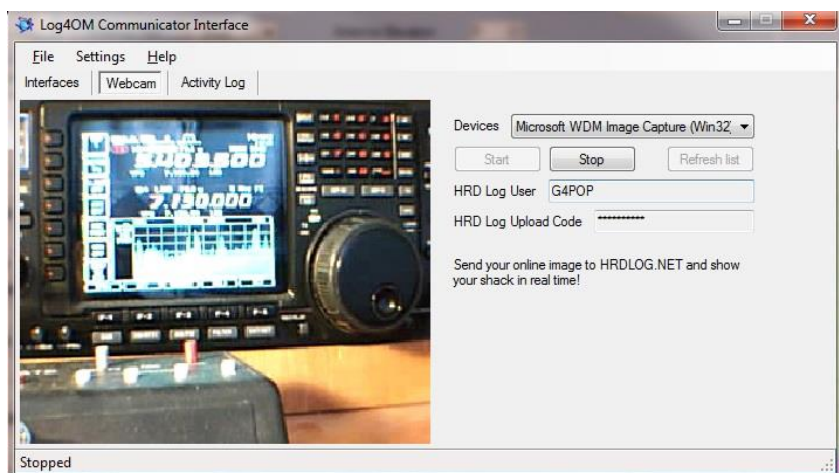 Log4OM Communicator Interface
File Settings Help
Interfaces Webcam Activity Log
Devices Microsoft WDM Image Capture (Win32)
Start Stop Refresh list
HRD Log User G4POP
HRD Log Upload Code **********
Send your online image to HRDLOG.NET and show
your shack in real time!
7.130.000
Stopped